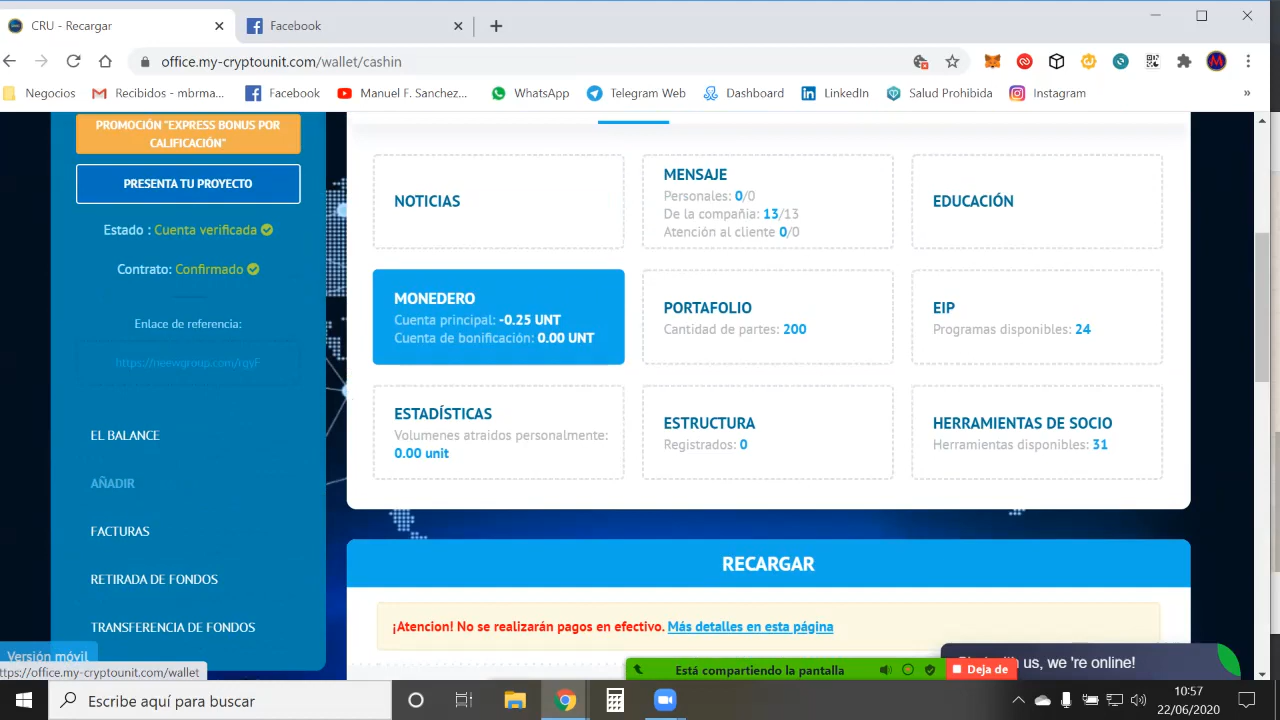 CRU - Recargar
Facebook
office.my-cryptounit.com/wallet/cashin
Negocios
Recibidos - mbrma...
Facebook
Manuel F. Sanchez...
WhatsApp
Telegram Web
Dashboard
LinkedIn
Salud Prohibida
Instagram
»
PROMOCIÓN "EXPRESS BONUS POR
CALIFICACIÓN"
PRESENTA TU PROYECTO
Estado : Cuenta verificada
Contrato: Confirmado
Enlace de referencia:
https://neewgroup.com/rgyF
EL BALANCE
AÑADIR
FACTURAS
RETIRADA DE FONDOS
TRANSFERENCIA DE FONDOS
Versión móvil
ttps://office.my-cryptounit.com/wallet
NOTICIAS
MENSAJE
Personales: 0/0
De la compañia: 13/13
Atención al cliente 0/0
EDUCACIÓN
MONEDERO
Cuenta principal: -0.25 UNT
Cuenta de bonificación: 0.00 UNT
PORTAFOLIO
Cantidad de partes: 200
EIP
Programas disponibles: 24
ESTADÍSTICAS
Volumenes atraidos personalmente:
0.00 unit
ESTRUCTURA
Registrados: 0
HERRAMIENTAS DE SOCIO
Herramientas disponibles: 31
RECARGAR
¡Atencion! No se realizarán pagos en efectivo. Más detalles en esta página
us, we 're online!
Está compartiendo la pantalla
Deja de
Escribe aquí para buscar
10:57
22/06/2020